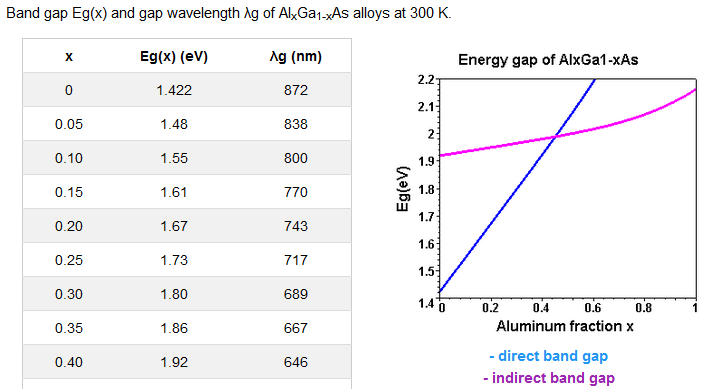 Band gap Eg(x) and gap wavelength λg of AlₓGa₁₋ₓAs alloys at 300 K.
x Eg(x) (eV) λg (nm)
0 1.422 872
0.05 1.48 838
0.10 1.55 800
0.15 1.61 770
0.20 1.67 743
0.25 1.73 717
0.30 1.80 689
0.35 1.86 667
0.40 1.92 646
Energy gap of AlxGa1-xAs
Eg(eV)
2.2
2.1
2
1.9
1.8
1.7
1.6
1.5
1.4
0 0.2 0.4 0.6 0.8 1
Aluminum fraction x
- direct band gap
- indirect band gap